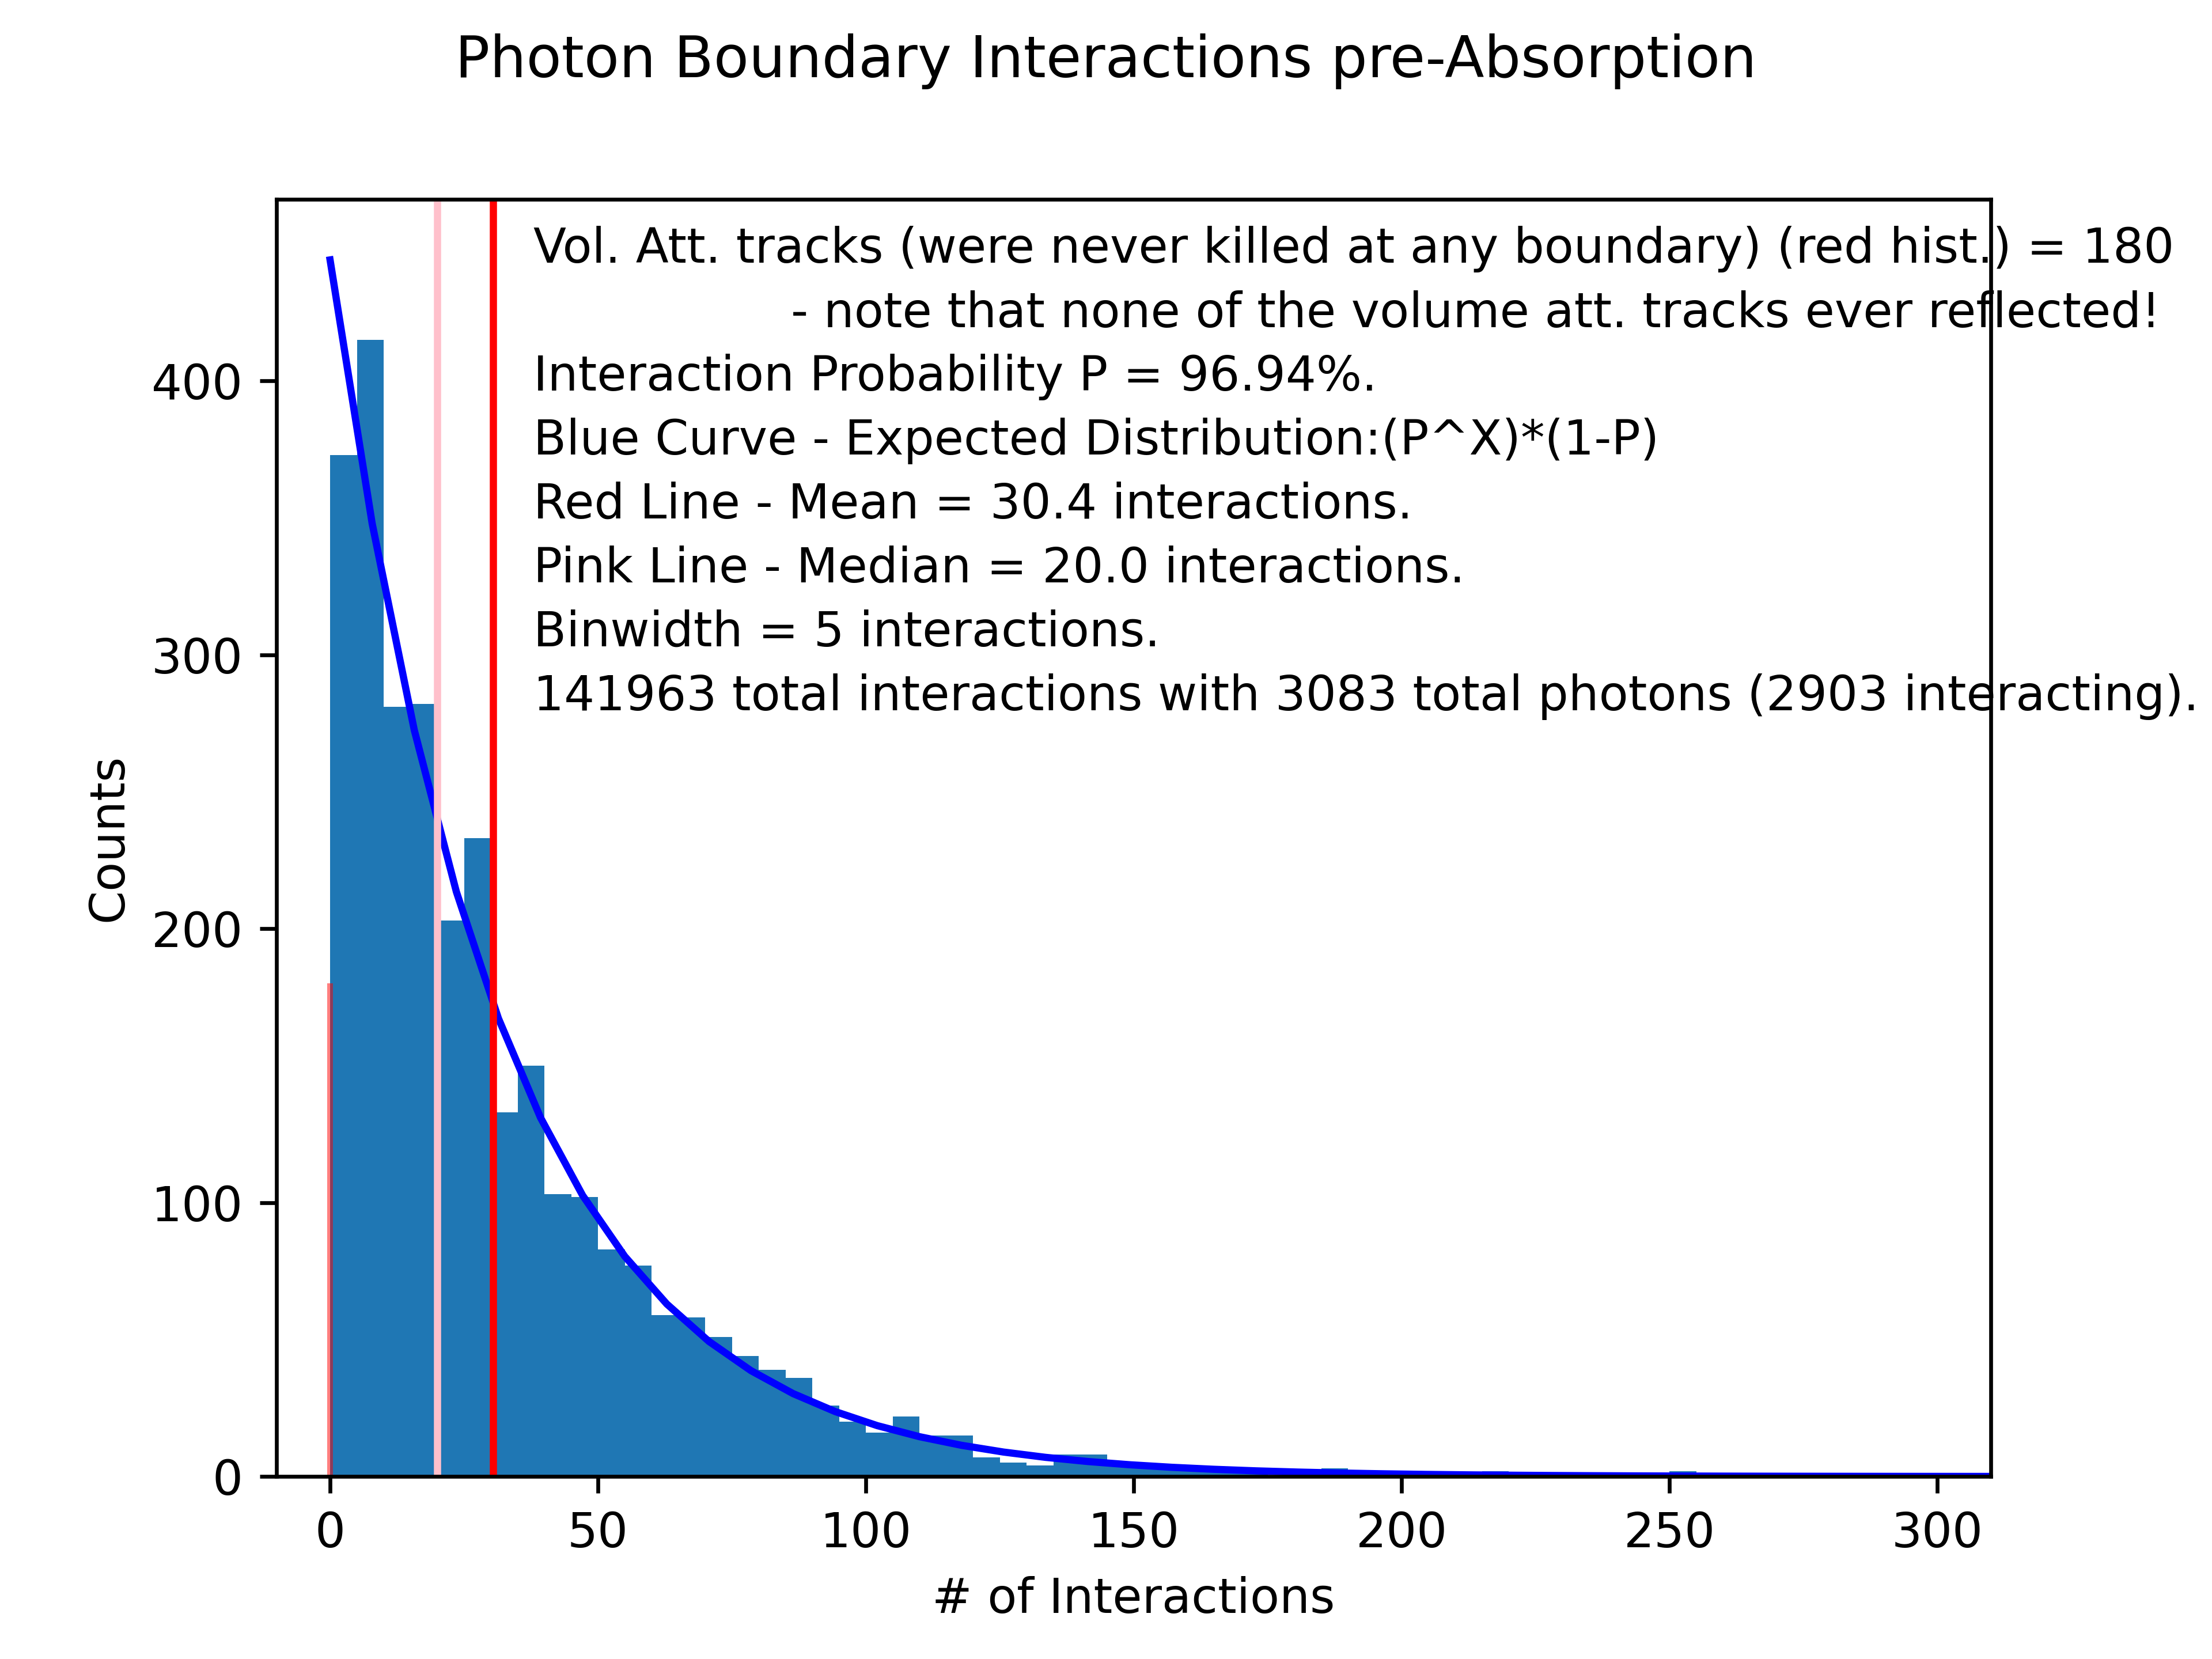 Photon Boundary Interactions pre-Absorption
Vol. Att. tracks (were never killed at any boundary) (red hist.) = 180
- note that none of the volume att. tracks ever reflected!
Interaction Probability P = 96.94%.
Blue Curve - Expected Distribution:(P^X)*(1-P)
Red Line - Mean = 30.4 interactions.
Pink Line - Median = 20.0 interactions.
Binwidth = 5 interactions.
141963 total interactions with 3083 total photons (2903 interacting).
400
300
200
100
0
Counts
0 50 100 150 200 250 300
# of Interactions